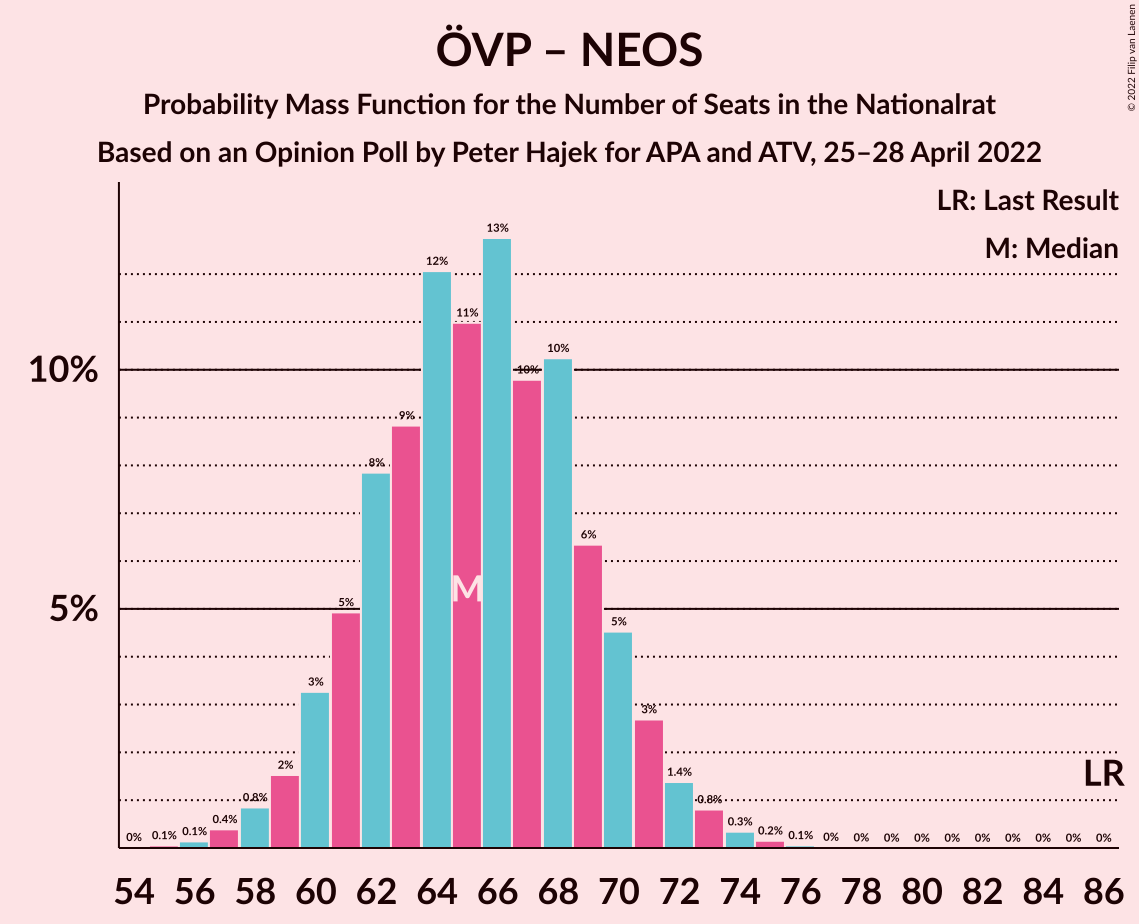 ÖVP – NEOS
Probability Mass Function for the Number of Seats in the Nationalrat
Based on an Opinion Poll by Peter Hajek for APA and ATV, 25–28 April 2022
© 2022 Filip van Laenen
LR: Last Result
M: Median
10%
5%
0% 0.1% 0.1% 0.4% 0.8% 2% 3% 5% 8% 9% 12% 11% 13% 10% 10% 6% 5% 3% 1.4% 0.8% 0.3% 0.2% 0.1% 0% 0% 0% 0% 0% 0% 0% 0% 0% 0%
M
LR
54 56 58 60 62 64 66 68 70 72 74 76 78 80 82 84 86